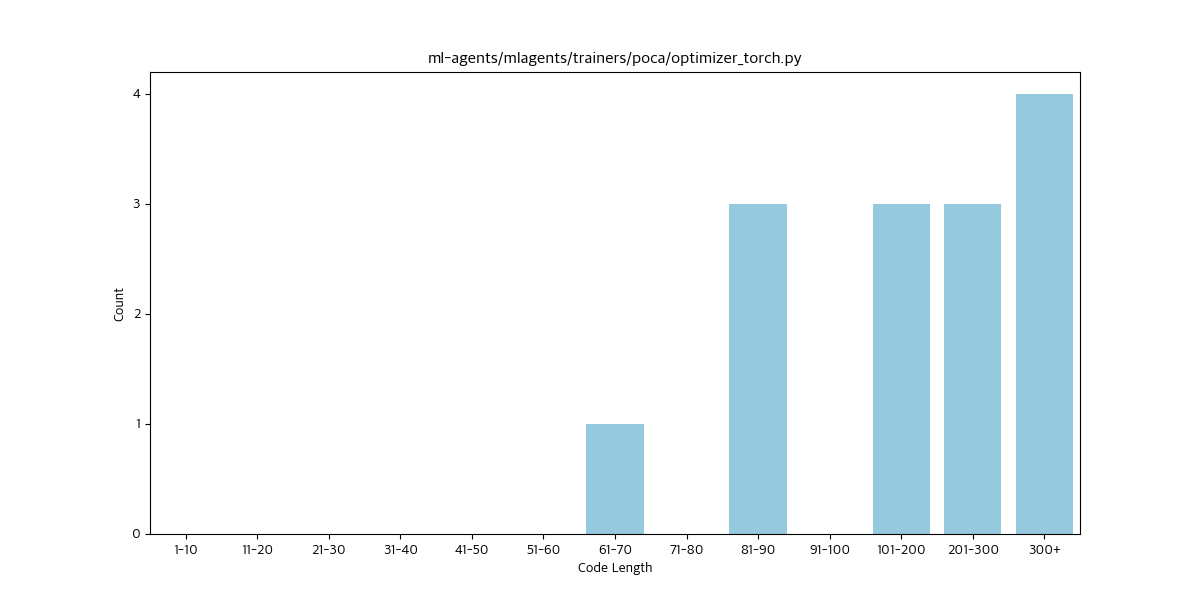 ml-agents/mlagents/trainers/poca/optimizer_torch.py
4
3
2
1
0
Count
1-10 11-20 21-30 31-40 41-50 51-60 61-70 71-80 81-90 91-100 101-200 201-300 300+
Code Length